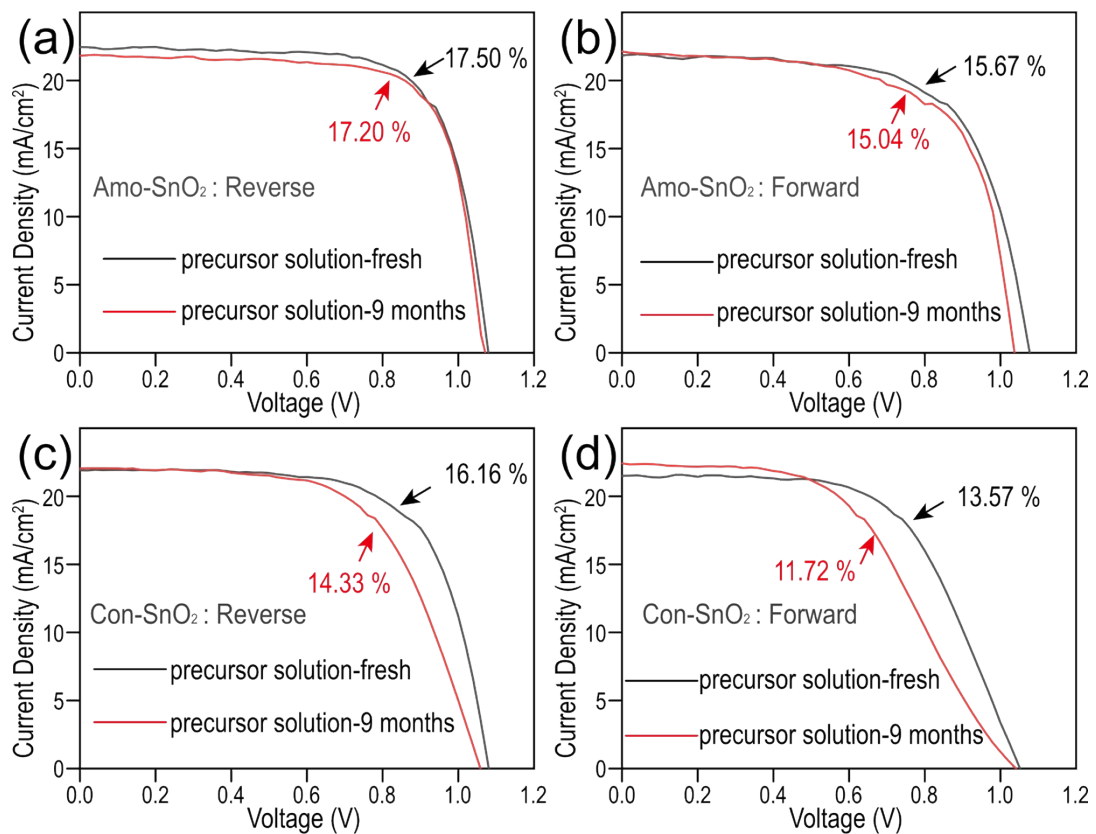 (a)
17.50 %
17.20 %
Amo-SnO₂ : Reverse
precursor solution-fresh
precursor solution-9 months
Current Density (mA/cm²)
20
15
10
5
0
0.0 0.2 0.4 0.6 0.8 1.0 1.2
Voltage (V)
(b)
15.67 %
15.04 %
Amo-SnO₂ : Forward
precursor solution-fresh
precursor solution-9 months
Current Density (mA/cm²)
20
15
10
5
0
0.0 0.2 0.4 0.6 0.8 1.0 1.2
Voltage (V)
(c)
16.16 %
14.33 %
Con-SnO₂ : Reverse
precursor solution-fresh
precursor solution-9 months
Current Density (mA/cm²)
20
15
10
5
0
0.0 0.2 0.4 0.6 0.8 1.0 1.2
Voltage (V)
(d)
13.57 %
11.72 %
Con-SnO₂ : Forward
precursor solution-fresh
precursor solution-9 months
Current Density (mA/cm²)
20
15
10
5
0
0.0 0.2 0.4 0.6 0.8 1.0 1.2
Voltage (V)